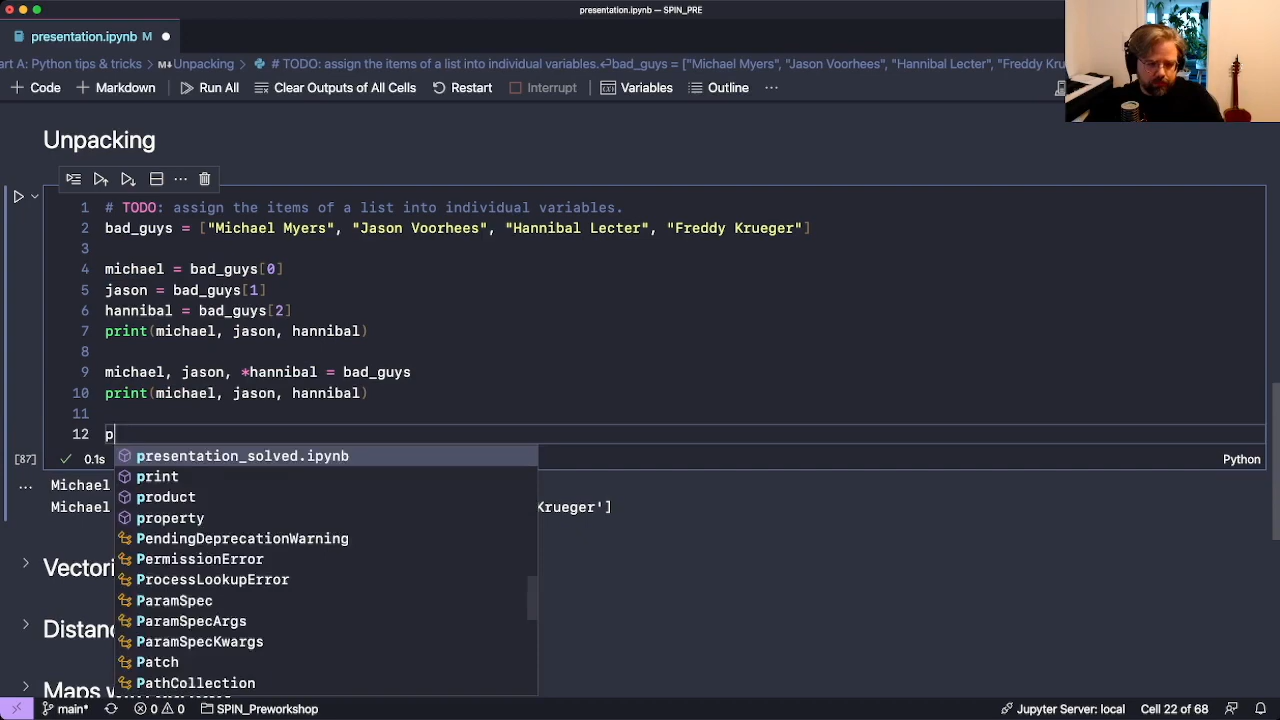 presentation.ipynb — SPIN_PRE
presentation.ipynb M
art A: Python tips & tricks > M↓Unpacking > # TODO: assign the items of a list into individual variables.↩bad_guys = ["Michael Myers", "Jason Voorhees", "Hannibal Lecter", "Freddy Kru
+ Code + Markdown Run All Clear Outputs of All Cells Restart Interrupt Variables Outline ...
Unpacking
1 # TODO: assign the items of a list into individual variables.
2 bad_guys = ["Michael Myers", "Jason Voorhees", "Hannibal Lecter", "Freddy Krueger"]
3
4 michael = bad_guys[0]
5 jason = bad_guys[1]
6 hannibal = bad_guys[2]
7 print(michael, jason, hannibal)
8
9 michael, jason, *hannibal = bad_guys
10 print(michael, jason, hannibal)
11
12 p
presentation_solved.ipynb
[87] 0.1s Python
print
Michael
product
Michael Krueger']
property
PendingDeprecationWarning
PermissionError
Vectori
ProcessLookupError
ParamSpec
ParamSpecArgs
Distanc
ParamSpecKwargs
Patch
PathCollection
Maps w
main* 0 0 SPIN_Preworkshop Jupyter Server: local Cell 22 of 68